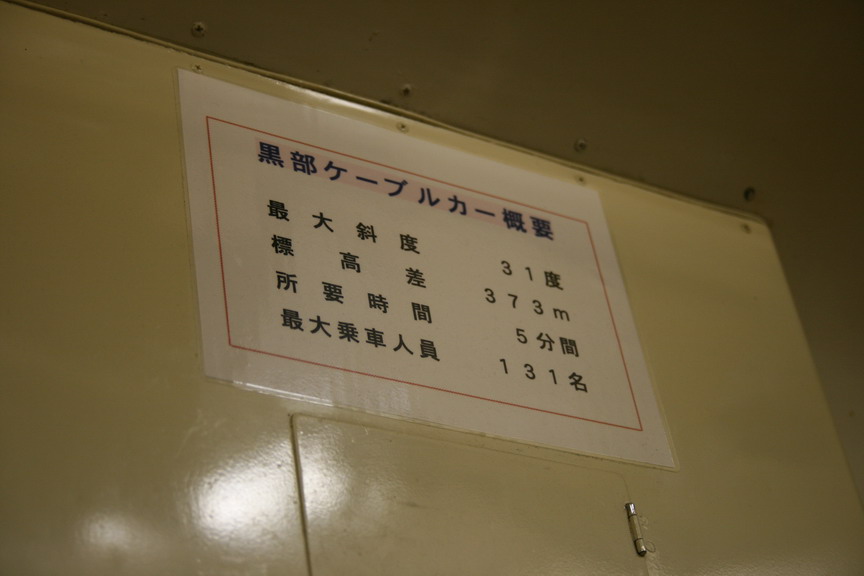 黒部ケーブルカー概要
最大斜度 31度
標高差 373m
所要時間 5分間
最大乗車人員 131名